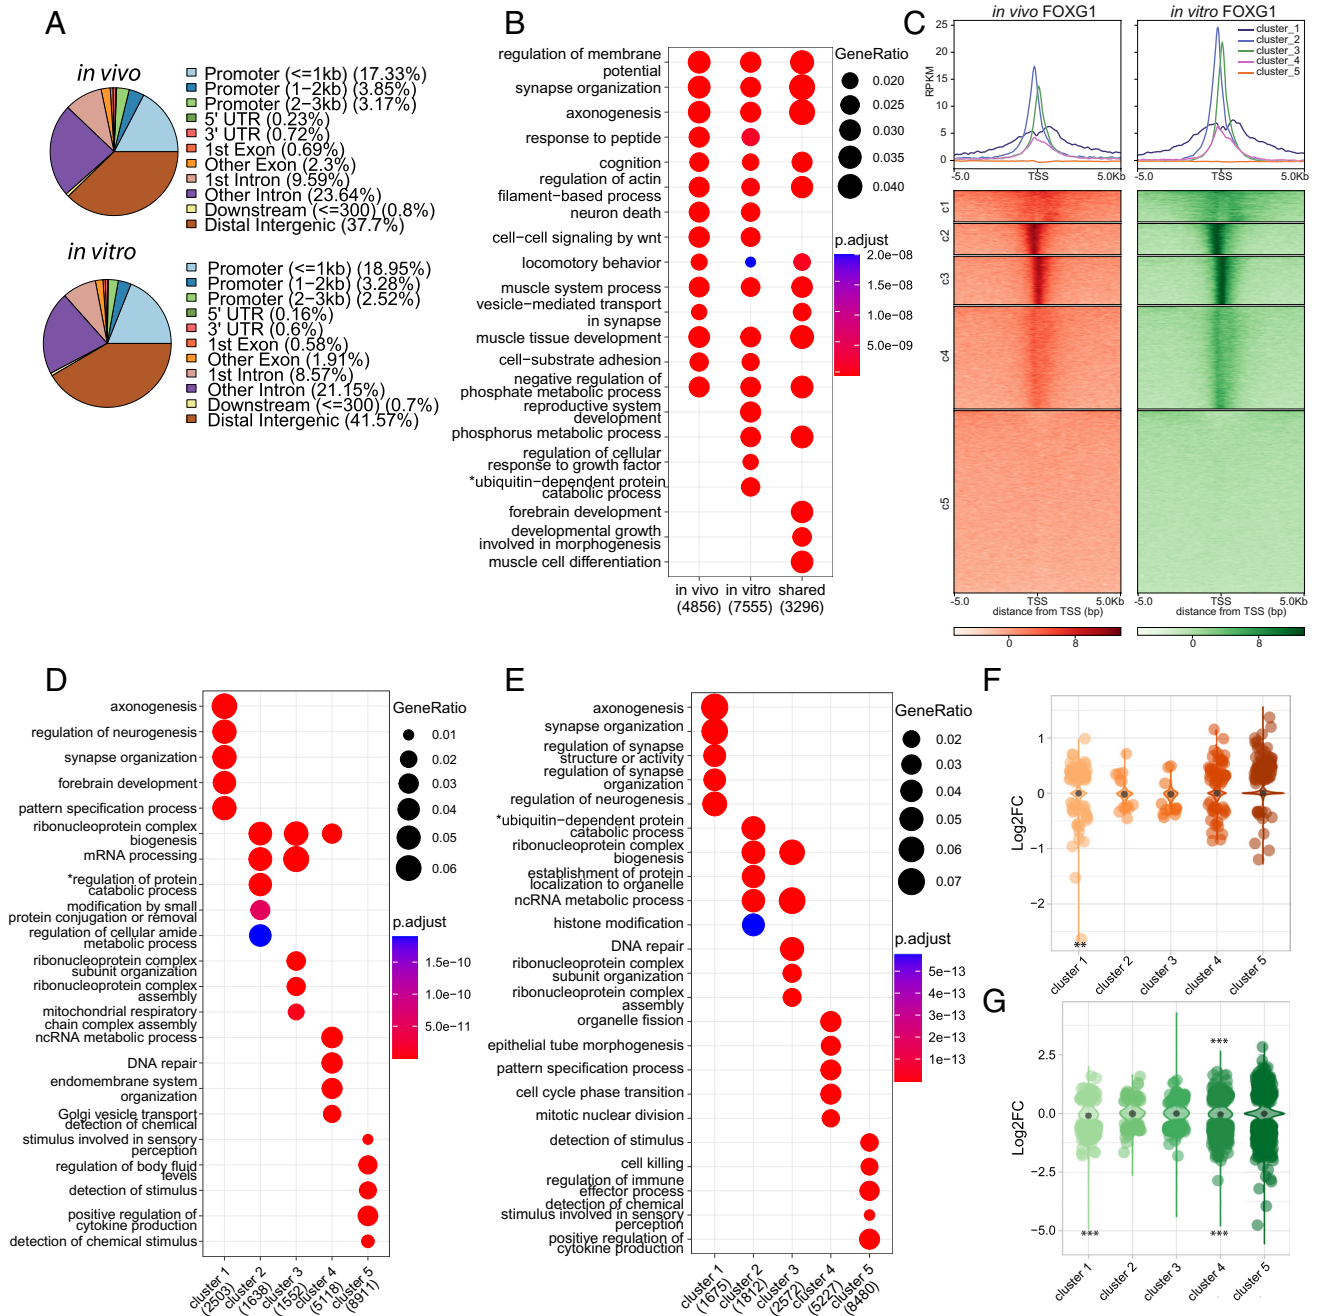 A
in vivo
Promoter (<=1kb) (17.33%)
Promoter (1−2kb) (3.85%)
Promoter (2−3kb) (3.17%)
5' UTR (0.23%)
3' UTR (0.72%)
1st Exon (0.69%)
Other Exon (2.3%)
1st Intron (9.59%)
Other Intron (23.64%)
Downstream (<=300) (0.8%)
Distal Intergenic (37.7%)
in vitro
Promoter (<=1kb) (18.95%)
Promoter (1−2kb) (3.28%)
Promoter (2−3kb) (2.52%)
5' UTR (0.16%)
3' UTR (0.6%)
1st Exon (0.58%)
Other Exon (1.91%)
1st Intron (8.57%)
Other Intron (21.15%)
Downstream (<=300) (0.7%)
Distal Intergenic (41.57%)
B
regulation of membrane
potential
synapse organization
axonogenesis
response to peptide
cognition
regulation of actin
filament−based process
neuron death
cell−cell signaling by wnt
locomotory behavior
muscle system process
vesicle−mediated transport
in synapse
muscle tissue development
cell−substrate adhesion
negative regulation of
phosphate metabolic process
reproductive system
development
phosphorus metabolic process
regulation of cellular
response to growth factor
*ubiquitin−dependent protein
catabolic process
forebrain development
developmental growth
involved in morphogenesis
muscle cell differentiation
in vivo
(4856)
in vitro
(7555)
shared
(3296)
GeneRatio
0.020
0.025
0.030
0.035
0.040
p.adjust
2.0e−08
1.5e−08
1.0e−08
5.0e−09
C
in vivo FOXG1
in vitro FOXG1
RPKM
25
20
15
10
5
0
cluster_1
cluster_2
cluster_3
cluster_4
cluster_5
-5.0
TSS
5.0Kb
-5.0
TSS
5.0Kb
c1
c2
c3
c4
c5
-5.0
TSS
5.0Kb
distance from TSS (bp)
-5.0
TSS
5.0Kb
distance from TSS (bp)
0
8
0
8
D
axonogenesis
regulation of neurogenesis
synapse organization
forebrain development
pattern specification process
ribonucleoprotein complex
biogenesis
mRNA processing
*regulation of protein
catabolic process
modification by small
protein conjugation or removal
regulation of cellular amide
metabolic process
ribonucleoprotein complex
subunit organization
ribonucleoprotein complex
assembly
mitochondrial respiratory
chain complex assembly
ncRNA metabolic process
DNA repair
endomembrane system
organization
Golgi vesicle transport
detection of chemical
stimulus involved in sensory
perception
regulation of body fluid
levels
detection of stimulus
positive regulation of
cytokine production
detection of chemical stimulus
cluster 1
(2503)
cluster 2
(1638)
cluster 3
(1552)
cluster 4
(5118)
cluster 5
(8911)
GeneRatio
0.01
0.02
0.03
0.04
0.05
0.06
p.adjust
1.5e−10
1.0e−10
5.0e−11
E
axonogenesis
synapse organization
regulation of synapse
structure or activity
regulation of synapse
organization
regulation of neurogenesis
*ubiquitin−dependent protein
catabolic process
ribonucleoprotein complex
biogenesis
establishment of protein
localization to organelle
ncRNA metabolic process
histone modification
DNA repair
ribonucleoprotein complex
subunit organization
ribonucleoprotein complex
assembly
organelle fission
epithelial tube morphogenesis
pattern specification process
cell cycle phase transition
mitotic nuclear division
detection of stimulus
cell killing
regulation of immune
effector process
detection of chemical
stimulus involved in sensory
perception
positive regulation of
cytokine production
cluster 1
(1675)
cluster 2
(1812)
cluster 3
(2572)
cluster 4
(5227)
cluster 5
(8480)
GeneRatio
0.02
0.03
0.04
0.05
0.06
0.07
p.adjust
5e−13
4e−13
3e−13
2e−13
1e−13
F
Log2FC
1
0
−1
−2
**
cluster 1
cluster 2
cluster 3
cluster 4
cluster 5
G
Log2FC
2.5
0.0
−2.5
−5.0
***
***
***
cluster 1
cluster 2
cluster 3
cluster 4
cluster 5